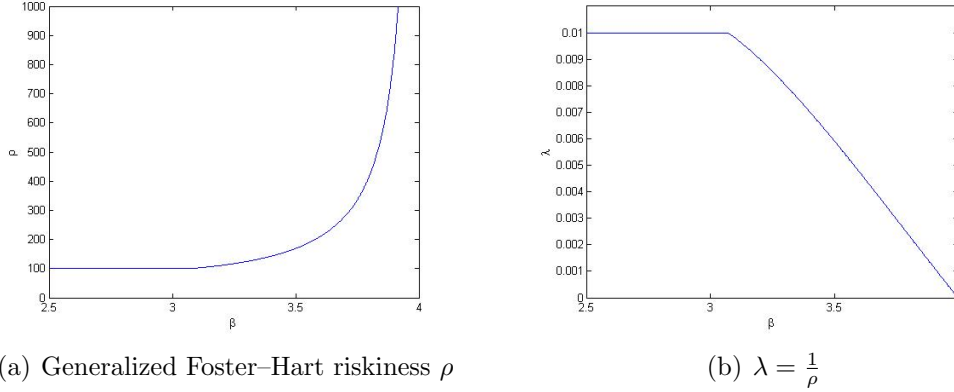 1000
900
800
700
600
500
400
300
200
100
0
ρ
2.5 3 3.5 4
β
(a) Generalized Foster–Hart riskiness ρ
0.01
0.009
0.008
0.007
0.006
0.005
0.004
0.003
0.002
0.001
0
λ
2.5 3 3.5
β
(b) λ = 1/ρ